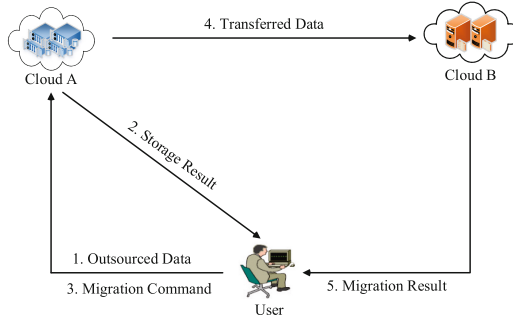 4. Transferred Data
Cloud A
Cloud B
2. Storage Result
1. Outsourced Data
3. Migration Command
5. Migration Result
User